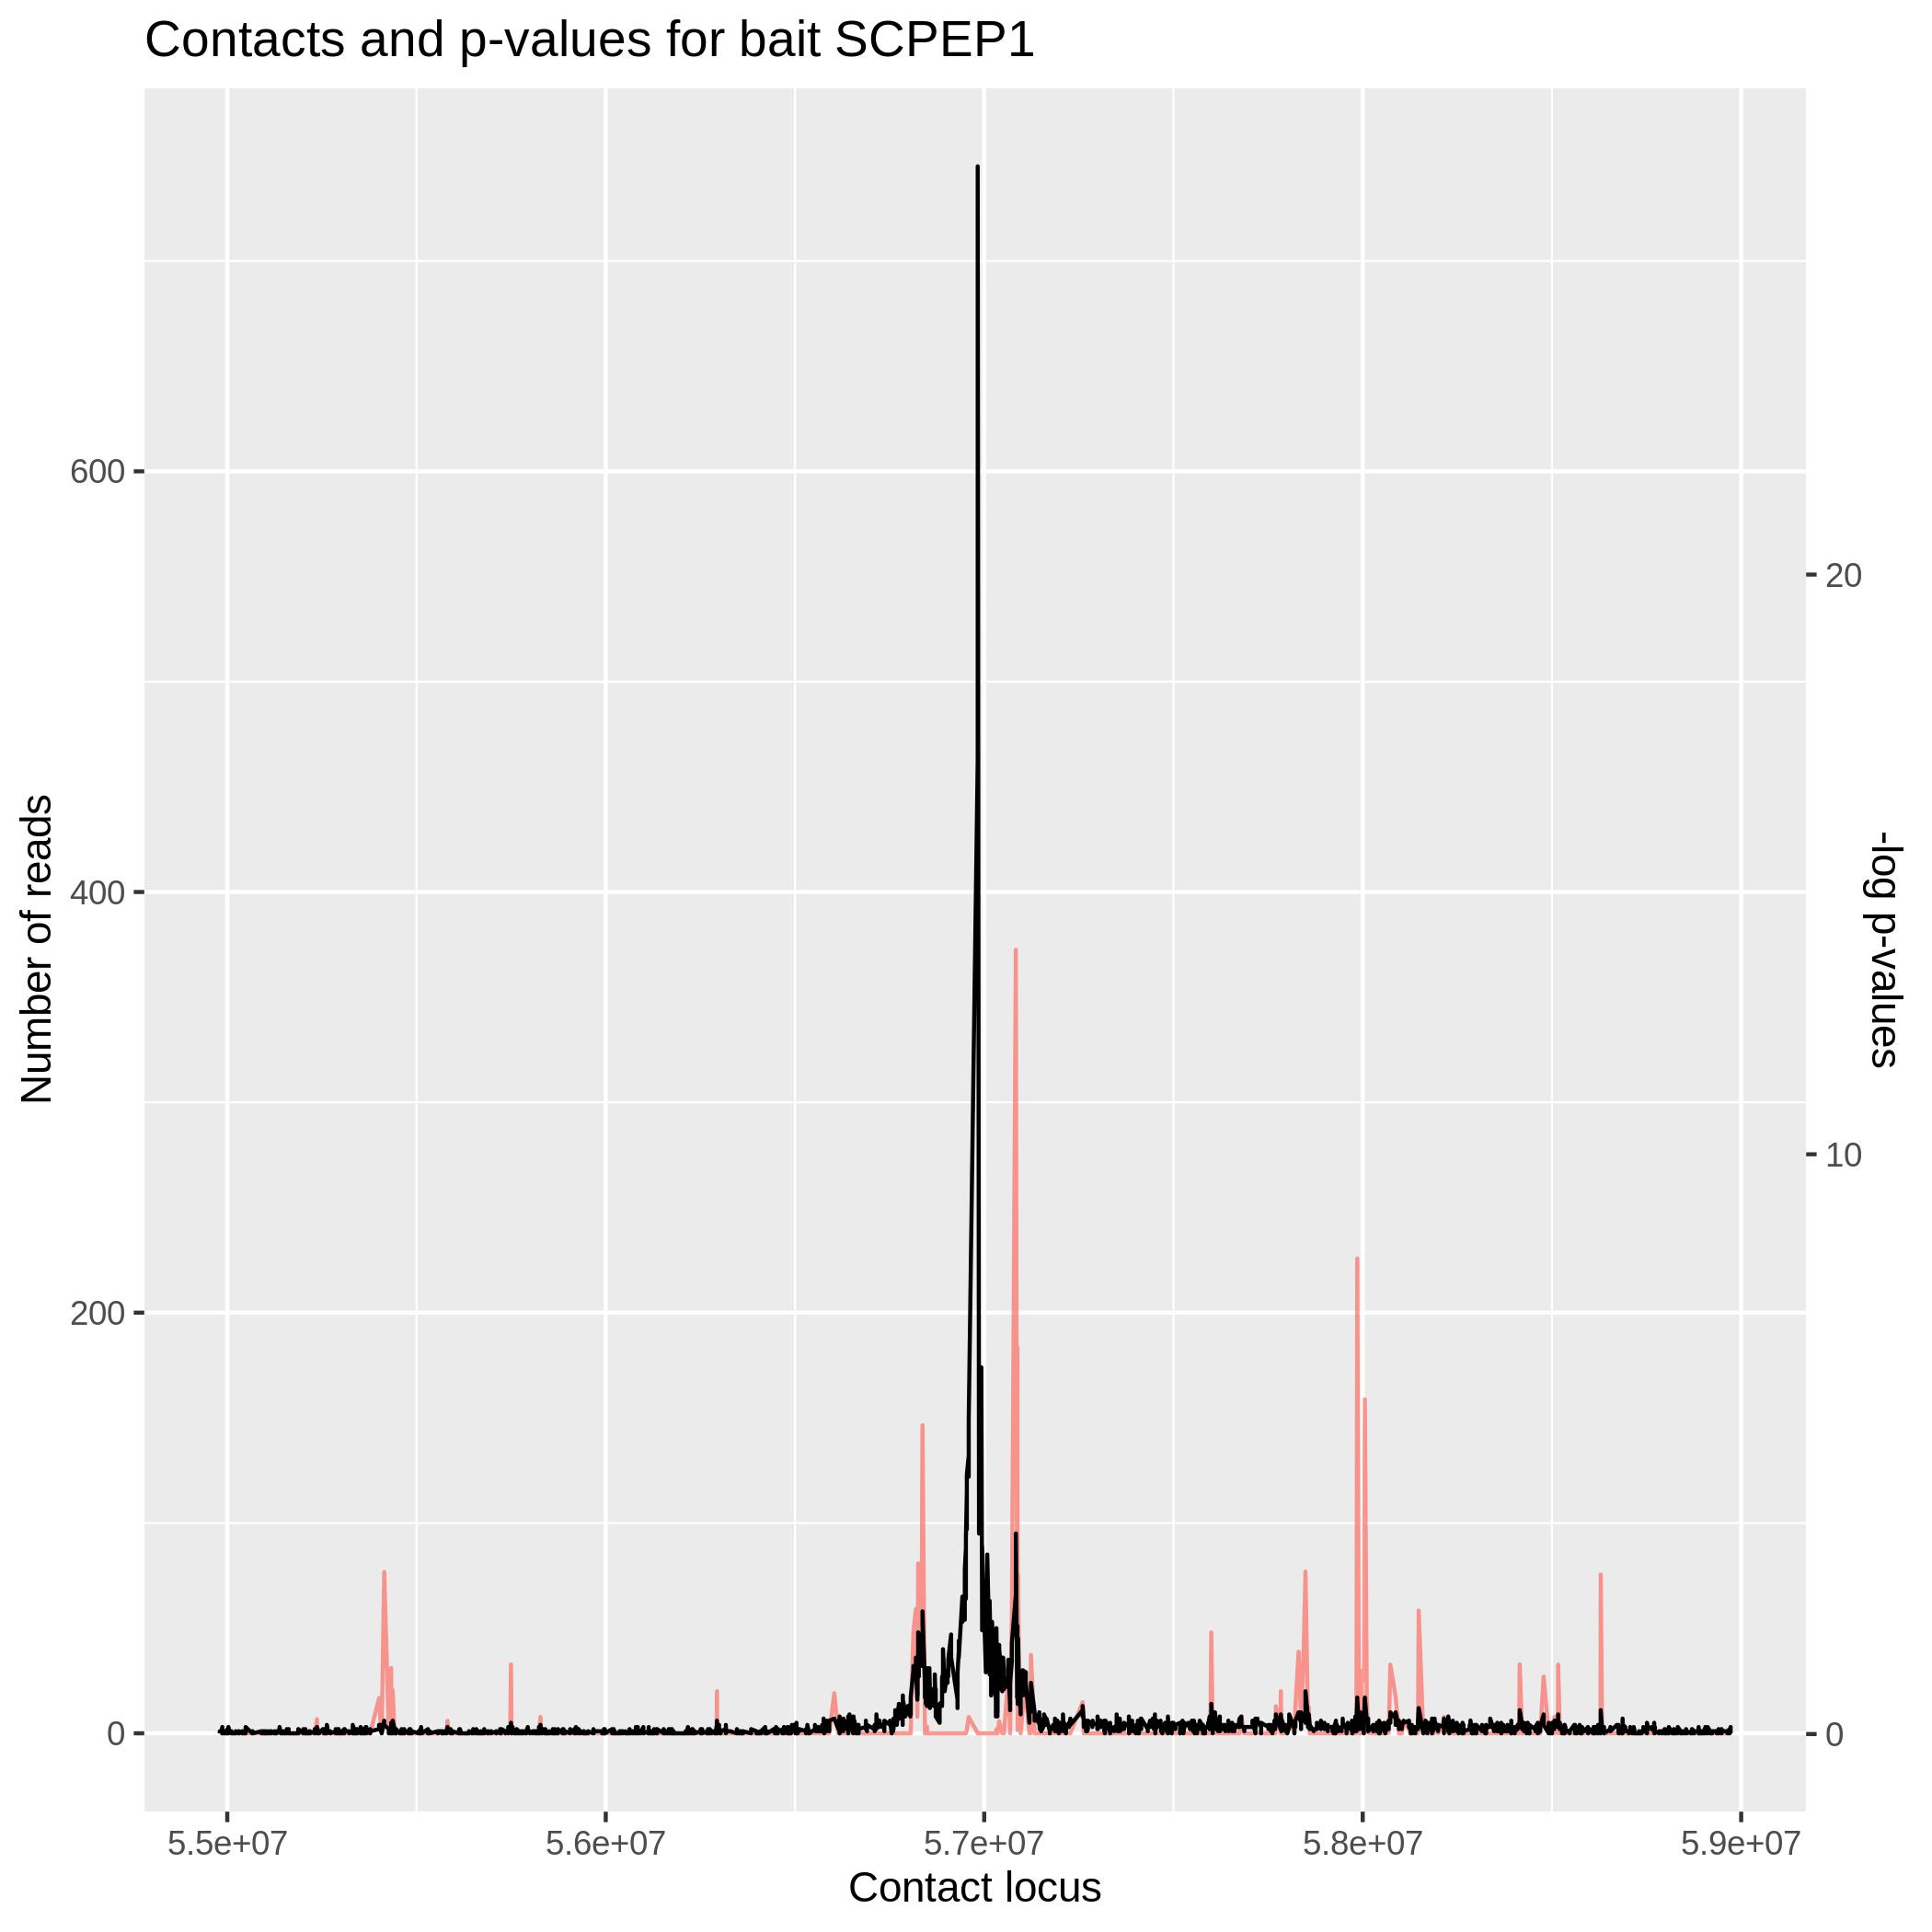 Contacts and p-values for bait SCPEP1
Number of reads
600
400
200
0
20
10
0
-log p-values
5.5e+07
5.6e+07
5.7e+07
5.8e+07
5.9e+07
Contact locus